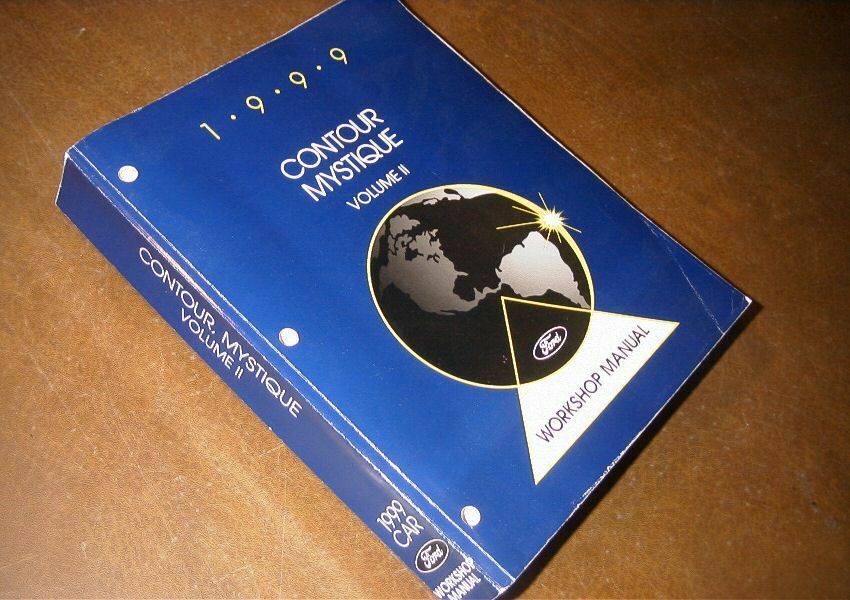 1·9·9·9
CONTOUR
MYSTIQUE
VOLUME II
Ford
WORKSHOP MANUAL
CONTOUR, MYSTIQUE
VOLUME II
1999
CAR
Ford
WORKSHOP
MANUAL